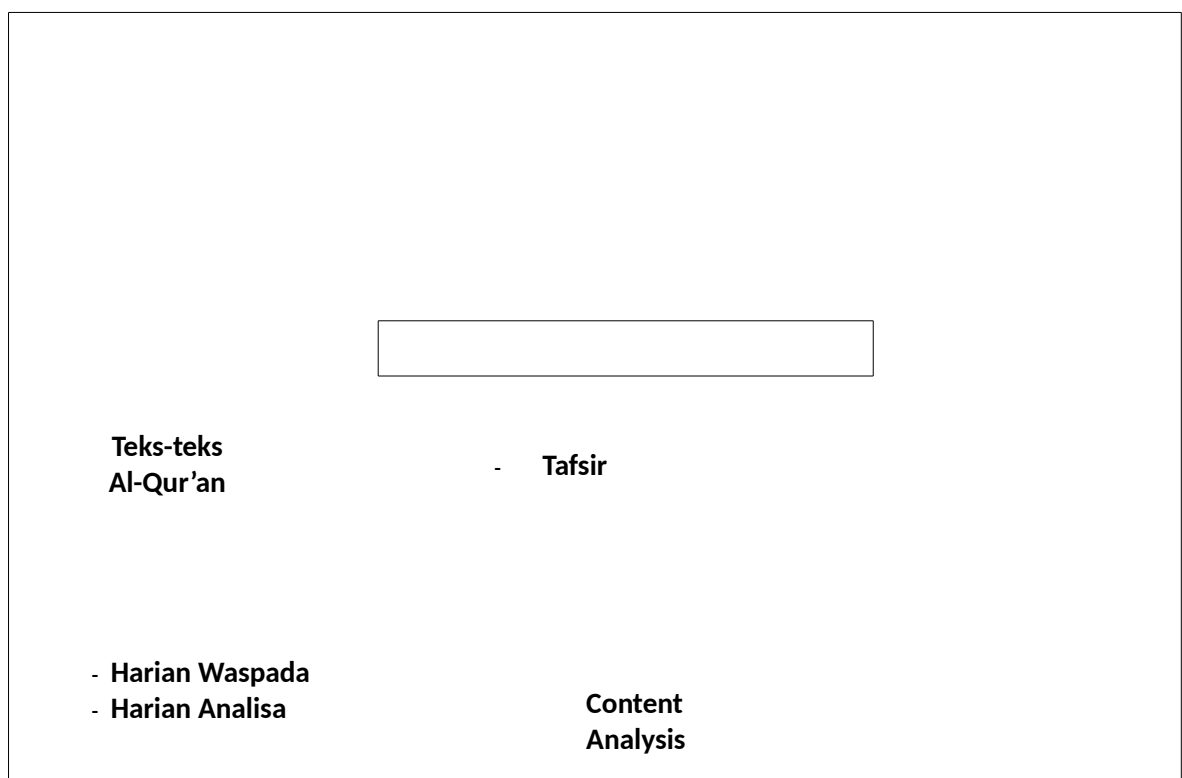 Teks-teks
Al-Qur’an
- Tafsir
- Harian Waspada
- Harian Analisa
Content
Analysis